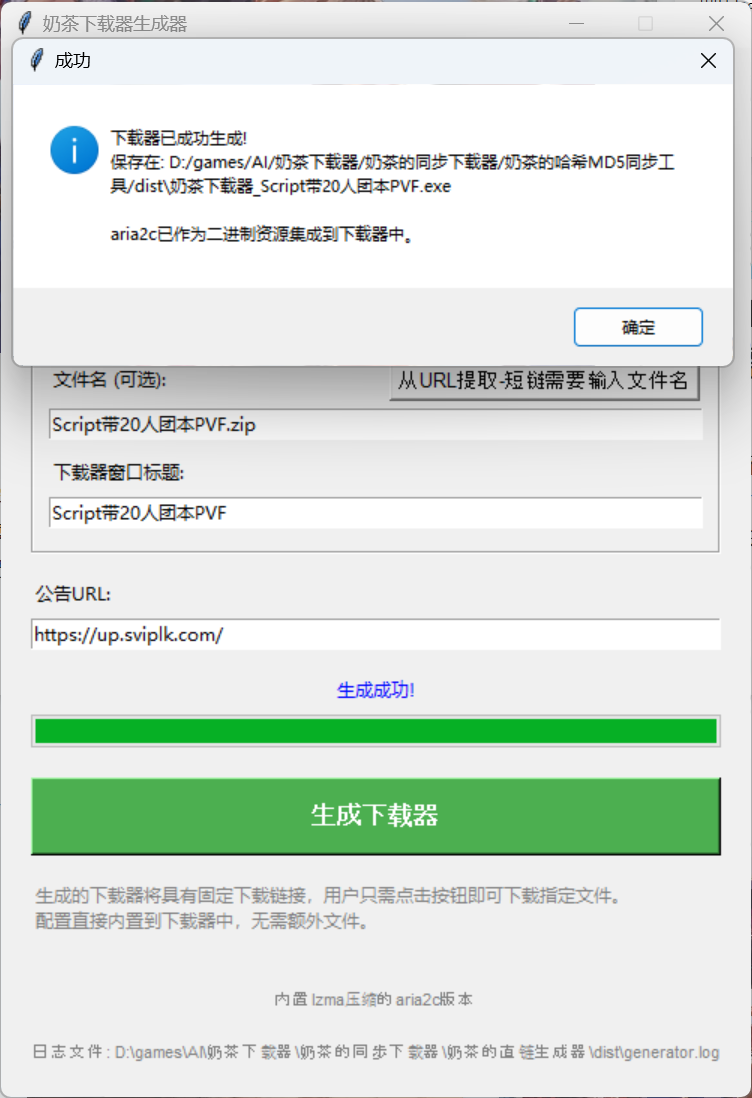 奶茶下载器生成器
成功
下载器已成功生成!
保存在: D:/games/AI/奶茶下载器/奶茶的同步下载器/奶茶的哈希MD5同步工
具/dist\奶茶下载器_Script带20人团本PVF.exe
aria2c已作为二进制资源集成到下载器中。
确定
文件名 (可选):
从URL提取-短链需要输入文件名
Script带20人团本PVF.zip
下载器窗口标题:
Script带20人团本PVF
公告URL:
https://up.sviplk.com/
生成成功!
生成下载器
生成的下载器将具有固定下载链接，用户只需点击按钮即可下载指定文件。
配置直接内置到下载器中，无需额外文件。
内置 lzma压缩的 aria2c版本
日志文件: D:\games\AI\奶茶下载器\奶茶的同步下载器\奶茶的直链生成器\dist\generator.log